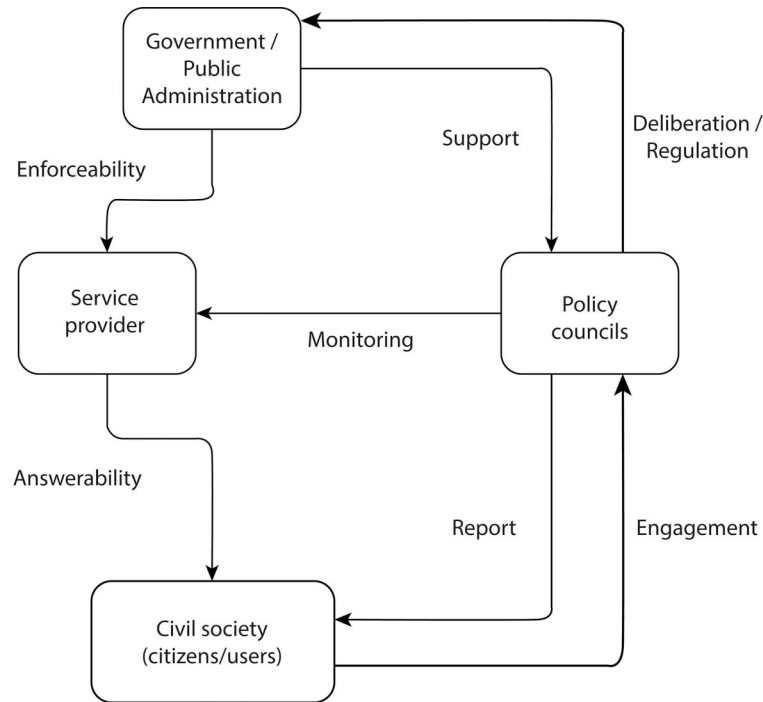 Government /
Public
Administration
Deliberation /
Regulation
Support
Enforceability
Service
provider
Policy
councils
Monitoring
Answerability
Report
Engagement
Civil society
(citizens/users)